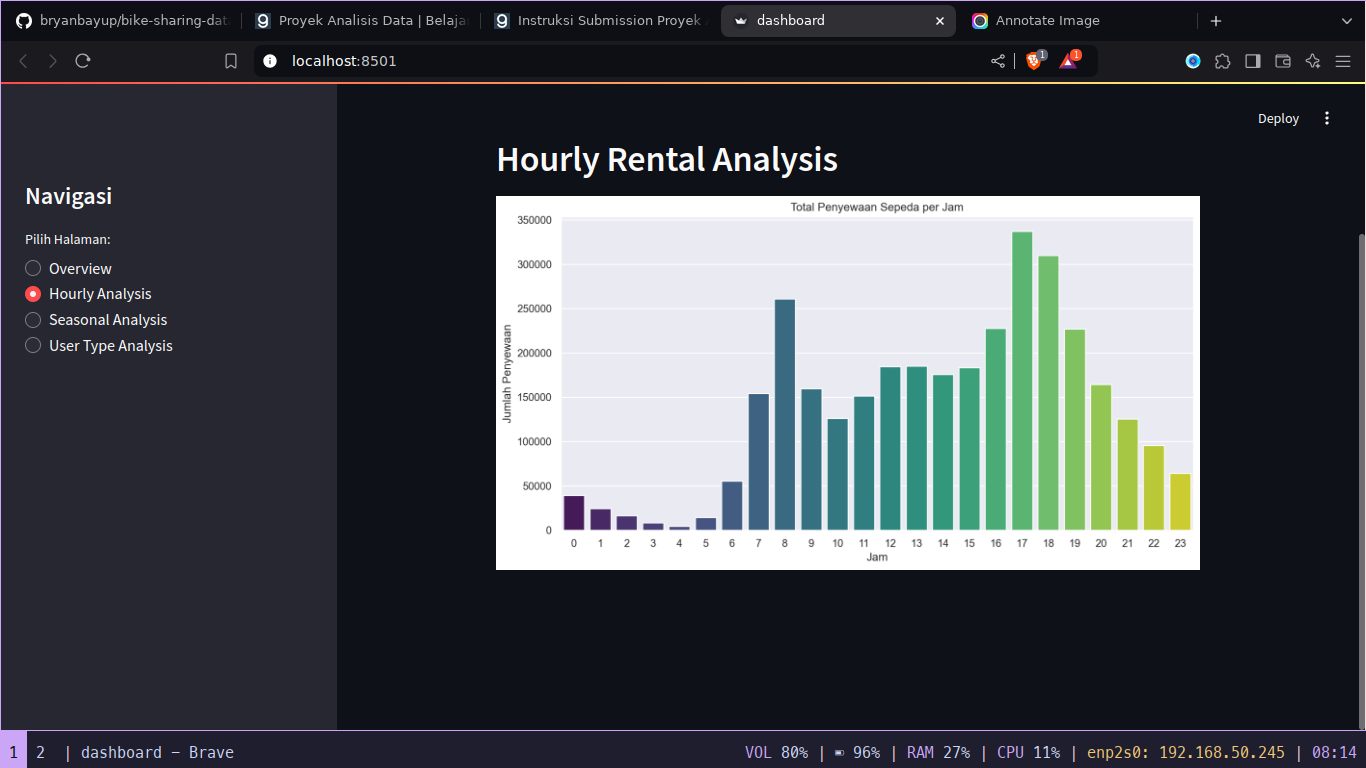 bryanbayup/bike-sharing-dat
Proyek Analisis Data | Belaja
Instruksi Submission Proyek
dashboard
Annotate Image
localhost:8501
1
1
Deploy
Navigasi
Pilih Halaman:
Overview
Hourly Analysis
Seasonal Analysis
User Type Analysis
Hourly Rental Analysis
Total Penyewaan Sepeda per Jam
Jumlah Penyewaan
350000
300000
250000
200000
150000
100000
50000
0
0 1 2 3 4 5 6 7 8 9 10 11 12 13 14 15 16 17 18 19 20 21 22 23
Jam
1 2 | dashboard – Brave
VOL 80% | 96% | RAM 27% | CPU 11% | enp2s0: 192.168.50.245 | 08:14